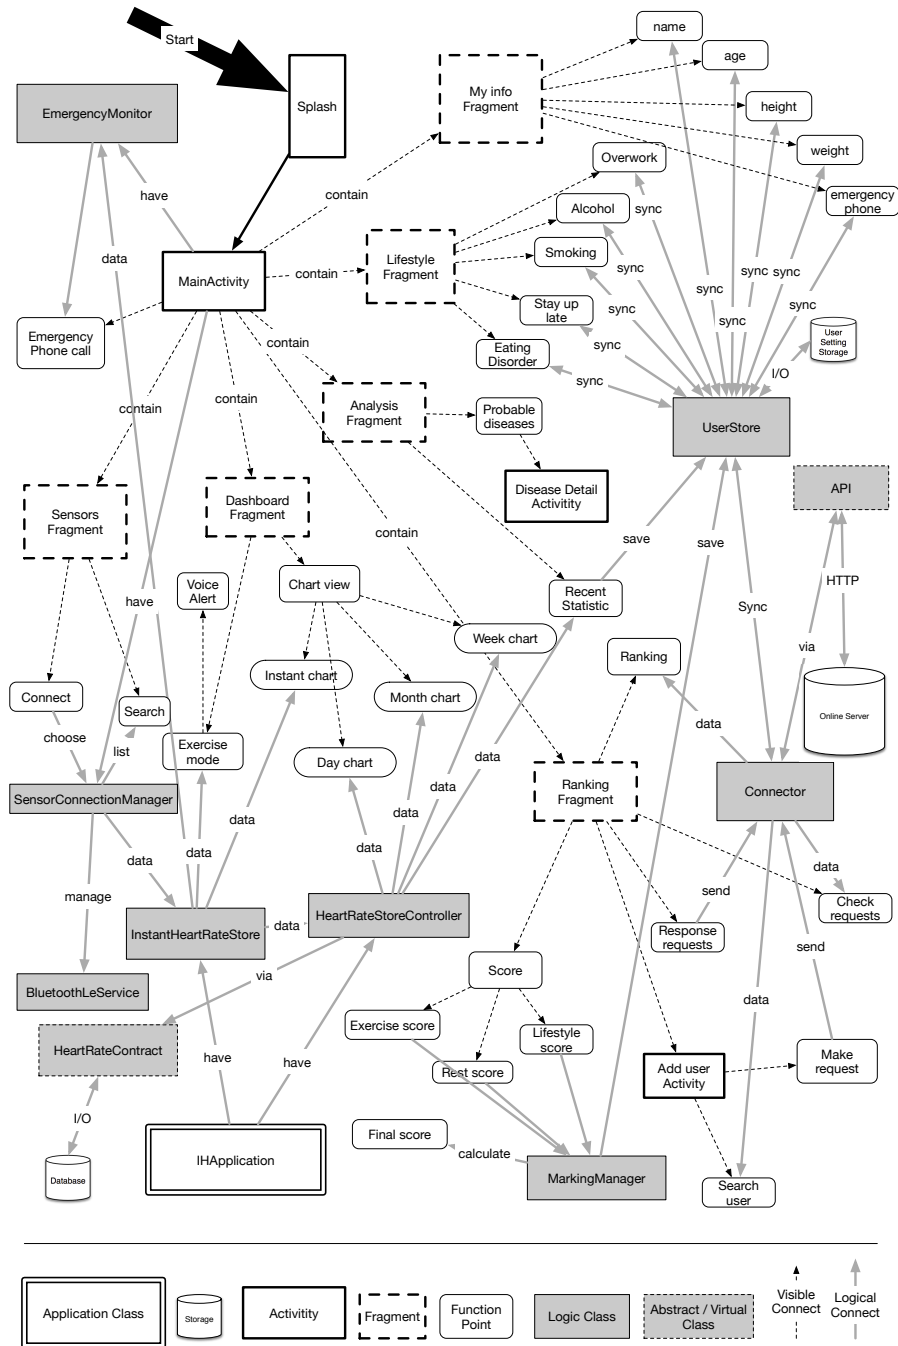 Start
Splash
My info
Fragment
name
age
height
weight
emergency
phone
EmergencyMonitor
have
contain
Overwork
sync
Alcohol
data
MainActivity
contain
Lifestyle
Fragment
Smoking
sync
sync
sync
sync
Stay up
late
sync
sync
sync
User
Setting
Storage
Emergency
Phone call
contain
Eating
Disorder
sync
sync
I/O
sync
contain
contain
Analysis
Fragment
Probable
diseases
UserStore
Sensors
Fragment
Dashboard
Fragment
Disease Detail
Activitity
API
contain
save
save
HTTP
Voice
Alert
Chart view
have
Recent
Statistic
Sync
via
Week chart
Ranking
Instant chart
Connect
Search
Month chart
Online Server
choose
list
Exercise
mode
Day chart
data
data
Ranking
Fragment
Connector
SensorConnectionManager
data
data
data
data
data
data
data
manage
send
Check
requests
InstantHeartRateStore
data
HeartRateStoreController
Response
requests
send
BluetoothLeService
via
Score
data
HeartRateContract
Exercise score
Lifestyle
score
have
have
Rest score
Add user
Activity
Make
request
I/O
Final score
calculate
Database
IHApplication
MarkingManager
Search
user
Application Class
Storage
Activitity
Fragment
Function
Point
Logic Class
Abstract / Virtual
Class
Visible
Connect
Logical
Connect